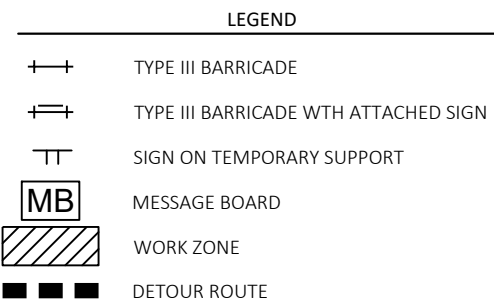 LEGEND
TYPE III BARRICADE
TYPE III BARRICADE WTH ATTACHED SIGN
SIGN ON TEMPORARY SUPPORT
MB MESSAGE BOARD
WORK ZONE
DETOUR ROUTE